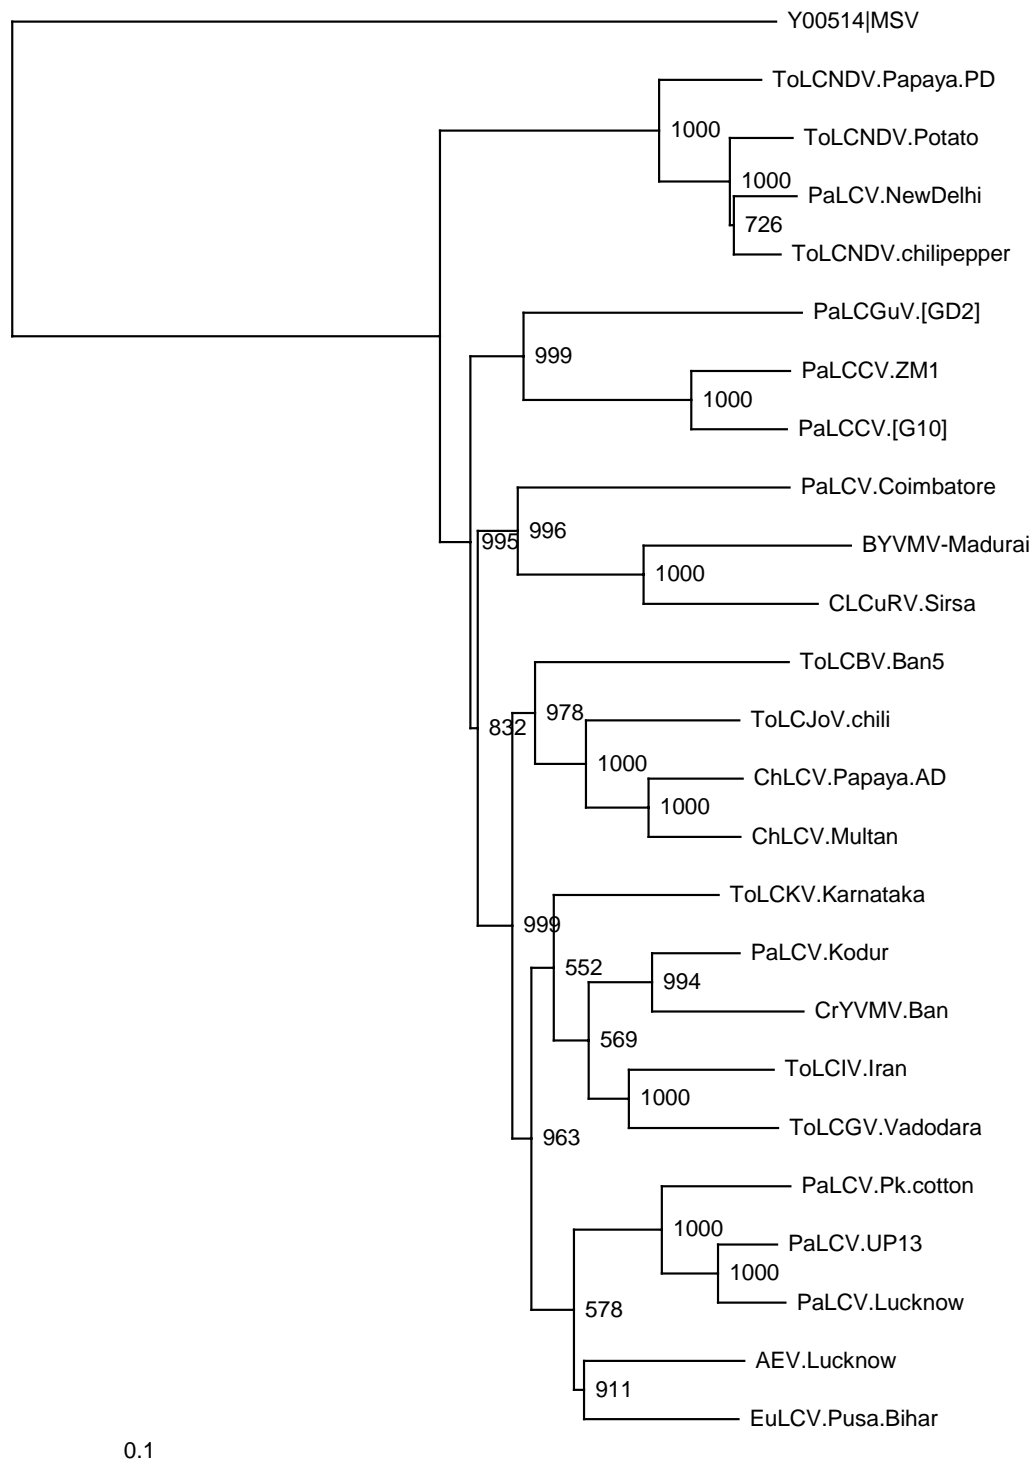 Y00514|MSV
ToLCNDV.Papaya.PD
1000
ToLCNDV.Potato
1000
PaLCV.NewDelhi
726
ToLCNDV.chilipepper
PaLCGuV.[GD2]
999
PaLCCV.ZM1
1000
PaLCCV.[G10]
PaLCV.Coimbatore
995
996
BYVMV-Madurai
1000
CLCuRV.Sirsa
ToLCBV.Ban5
832
978
ToLCJoV.chili
1000
ChLCV.Papaya.AD
1000
ChLCV.Multan
ToLCKV.Karnataka
999
PaLCV.Kodur
552
994
CrYVMV.Ban
569
ToLCIV.Iran
1000
ToLCGV.Vadodara
963
PaLCV.Pk.cotton
1000
PaLCV.UP13
1000
PaLCV.Lucknow
578
AEV.Lucknow
911
EuLCV.Pusa.Bihar
0.1